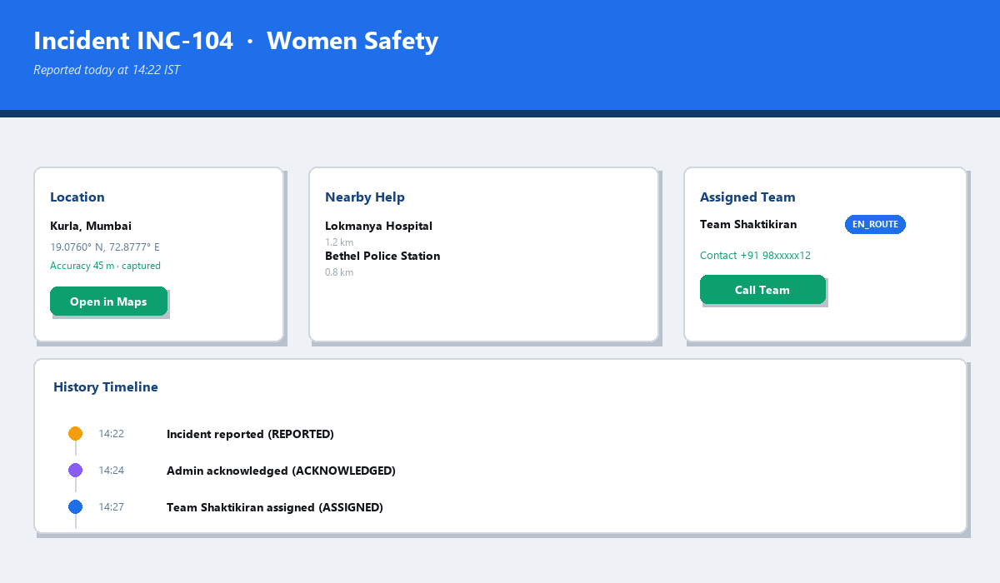 Incident INC-104 · Women Safety
Reported today at 14:22 IST
Location
Kurla, Mumbai
19.0760° N, 72.8777° E
Accuracy 45 m · captured
Open in Maps
Nearby Help
Lokmanya Hospital
1.2 km
Bethel Police Station
0.8 km
Assigned Team
Team Shaktikiran EN_ROUTE
Contact +91 98xxxxx12
Call Team
History Timeline
14:22 Incident reported (REPORTED)
14:24 Admin acknowledged (ACKNOWLEDGED)
14:27 Team Shaktikiran assigned (ASSIGNED)